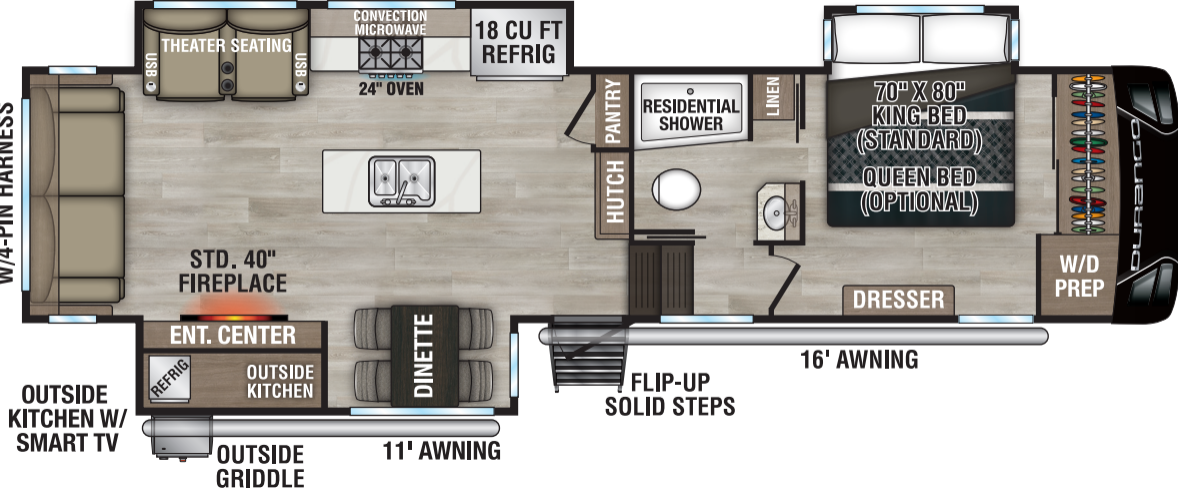 W/4-PIN HARNESS
THEATER SEATING
USB
USB
CONVECTION
MICROWAVE
24" OVEN
18 CU FT
REFRIG
PANTRY
HUTCH
RESIDENTIAL
SHOWER
LINEN
70" X 80"
KING BED
(STANDARD)
QUEEN BED
(OPTIONAL)
DURANGO
W/D
PREP
DRESSER
STD. 40"
FIREPLACE
ENT. CENTER
REFRIG
OUTSIDE
KITCHEN
DINETTE
16' AWNING
FLIP-UP
SOLID STEPS
OUTSIDE
KITCHEN W/
SMART TV
OUTSIDE
GRIDDLE
11' AWNING